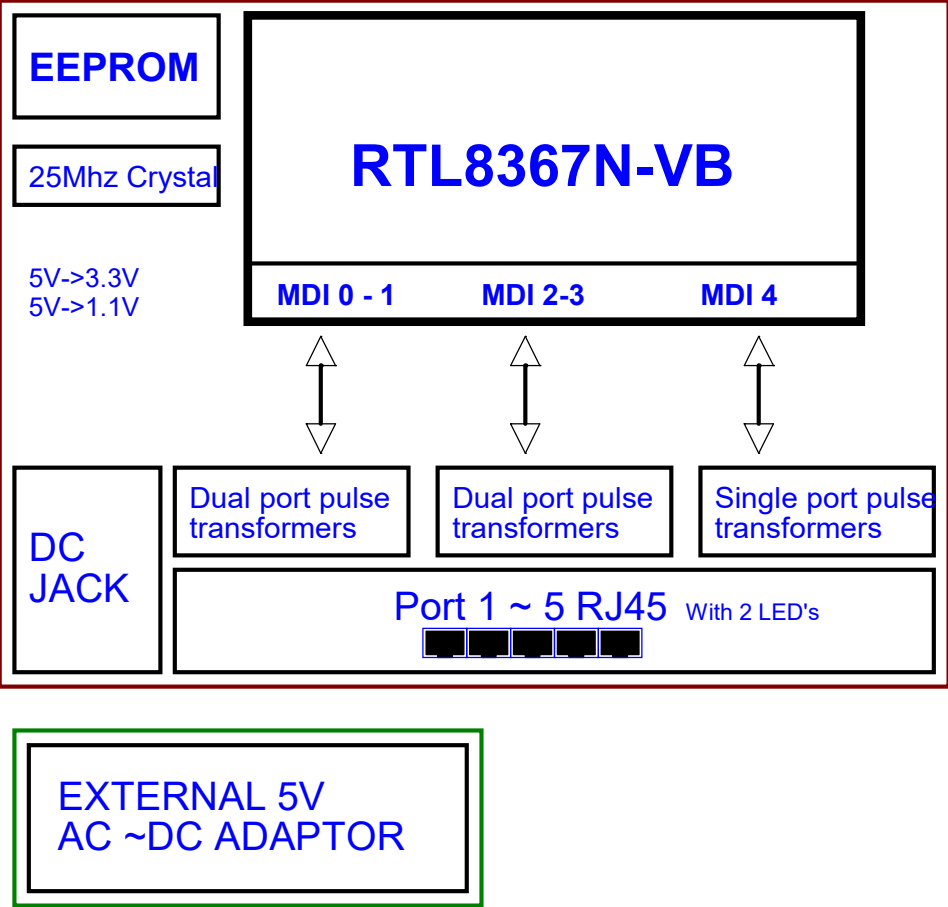 EEPROM
RTL8367N-VB
25Mhz Crystal
5V->3.3V
5V->1.1V
MDI 0 - 1
MDI 2-3
MDI 4
Dual port pulse
transformers
Dual port pulse
transformers
Single port pulse
transformers
DC
JACK
Port 1 ~ 5 RJ45 With 2 LED's
EXTERNAL 5V
AC ~DC ADAPTOR